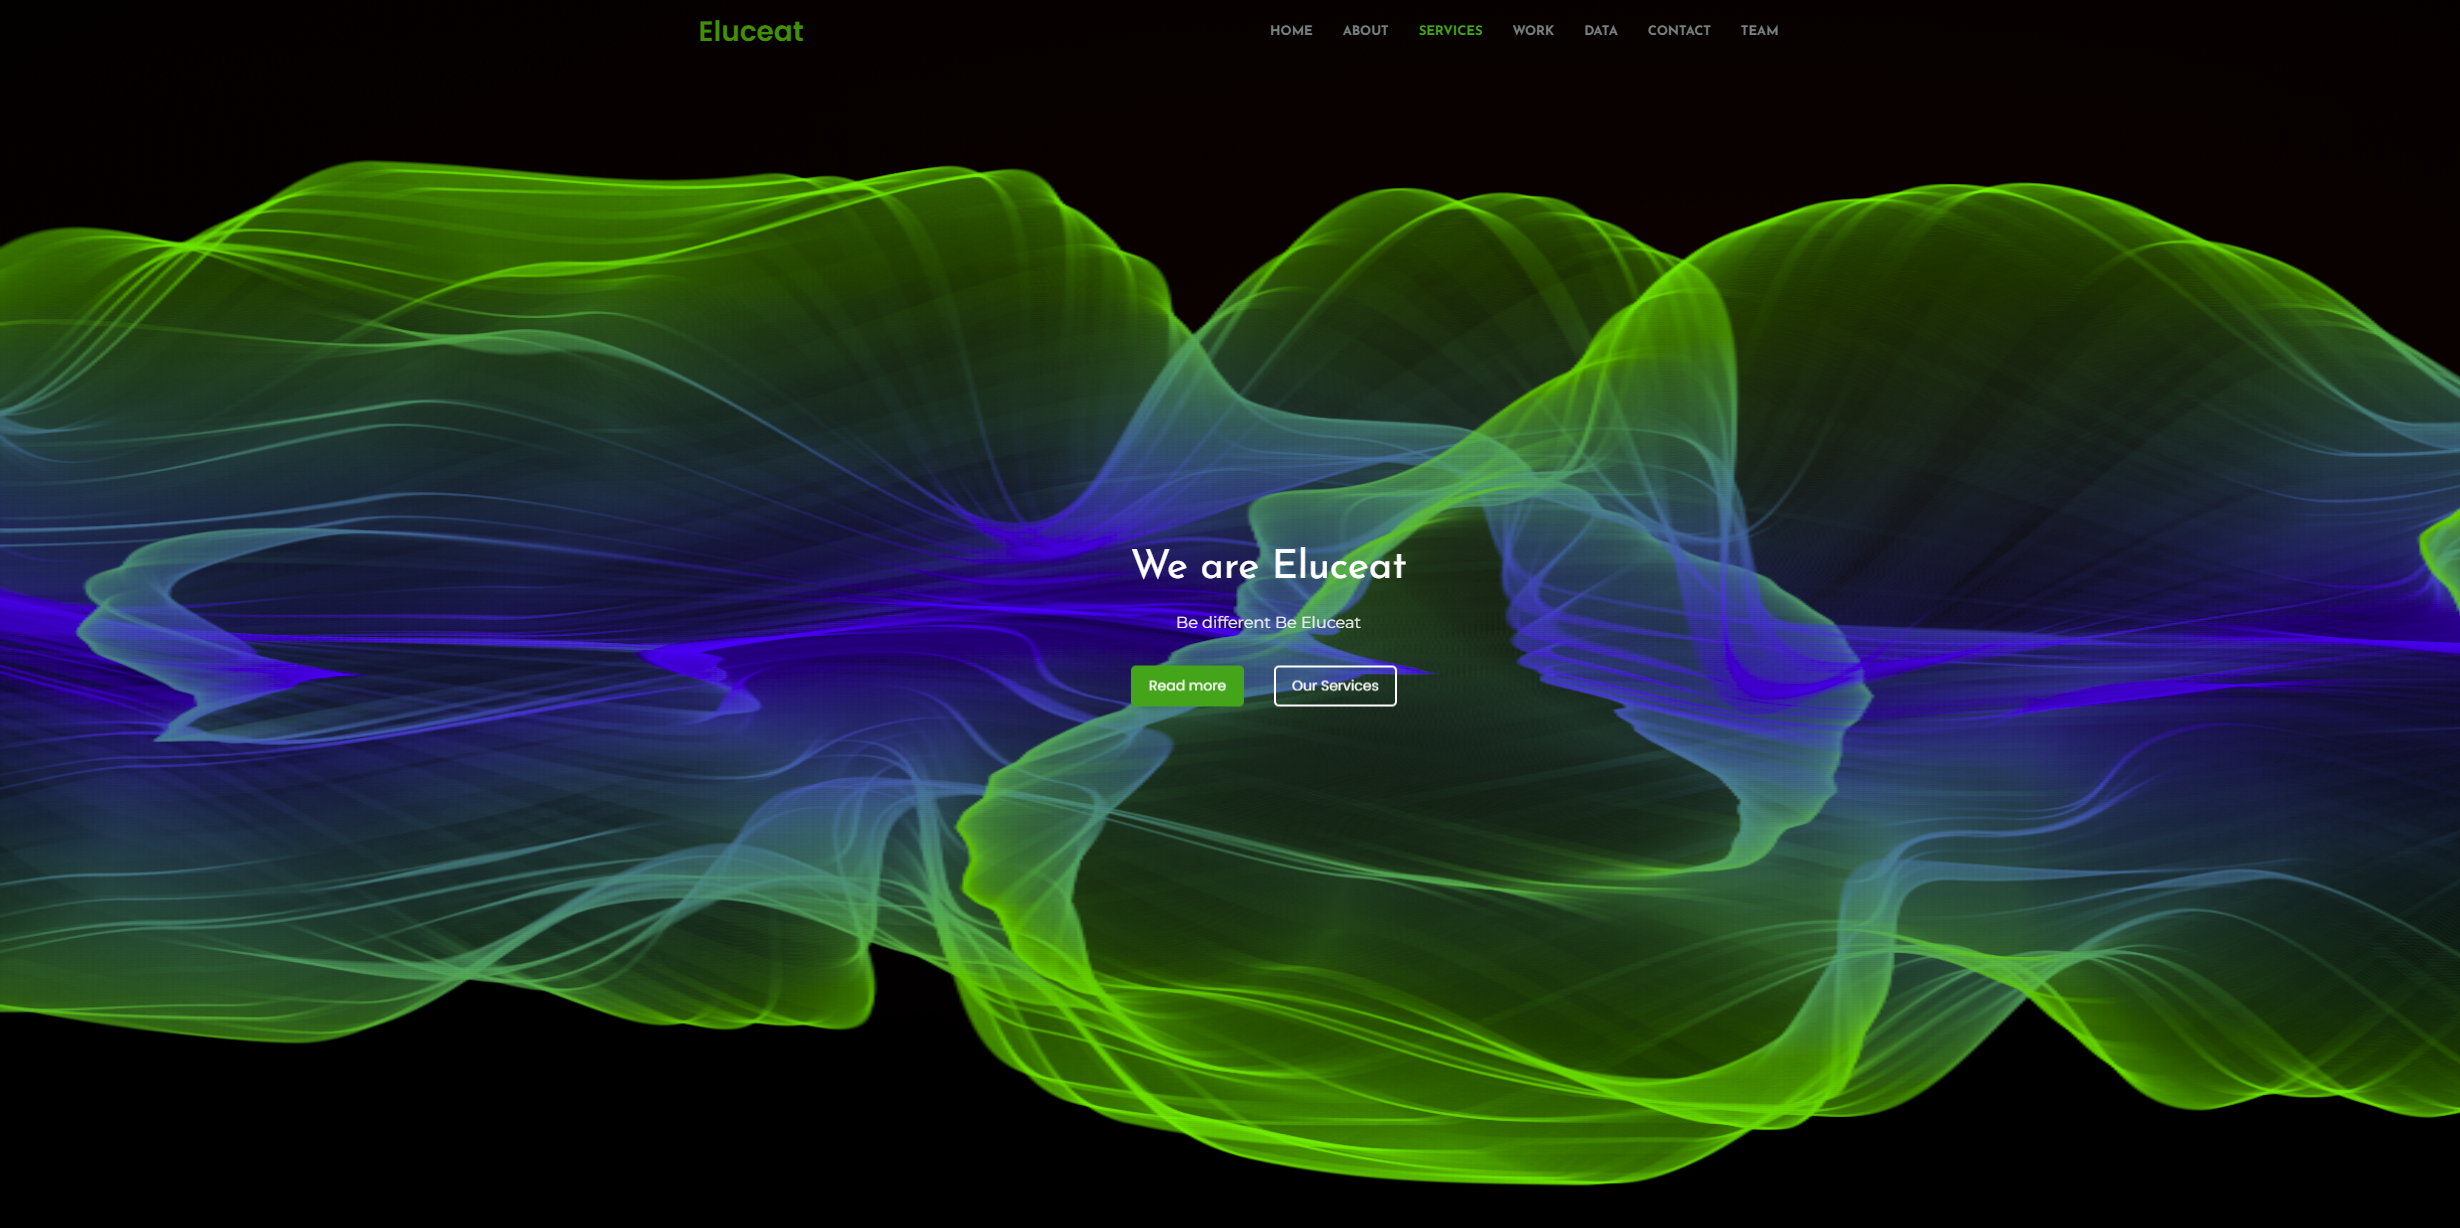 Eluceat
HOME ABOUT SERVICES WORK DATA CONTACT TEAM
We are Eluceat
Be different Be Eluceat
Read more Our Services